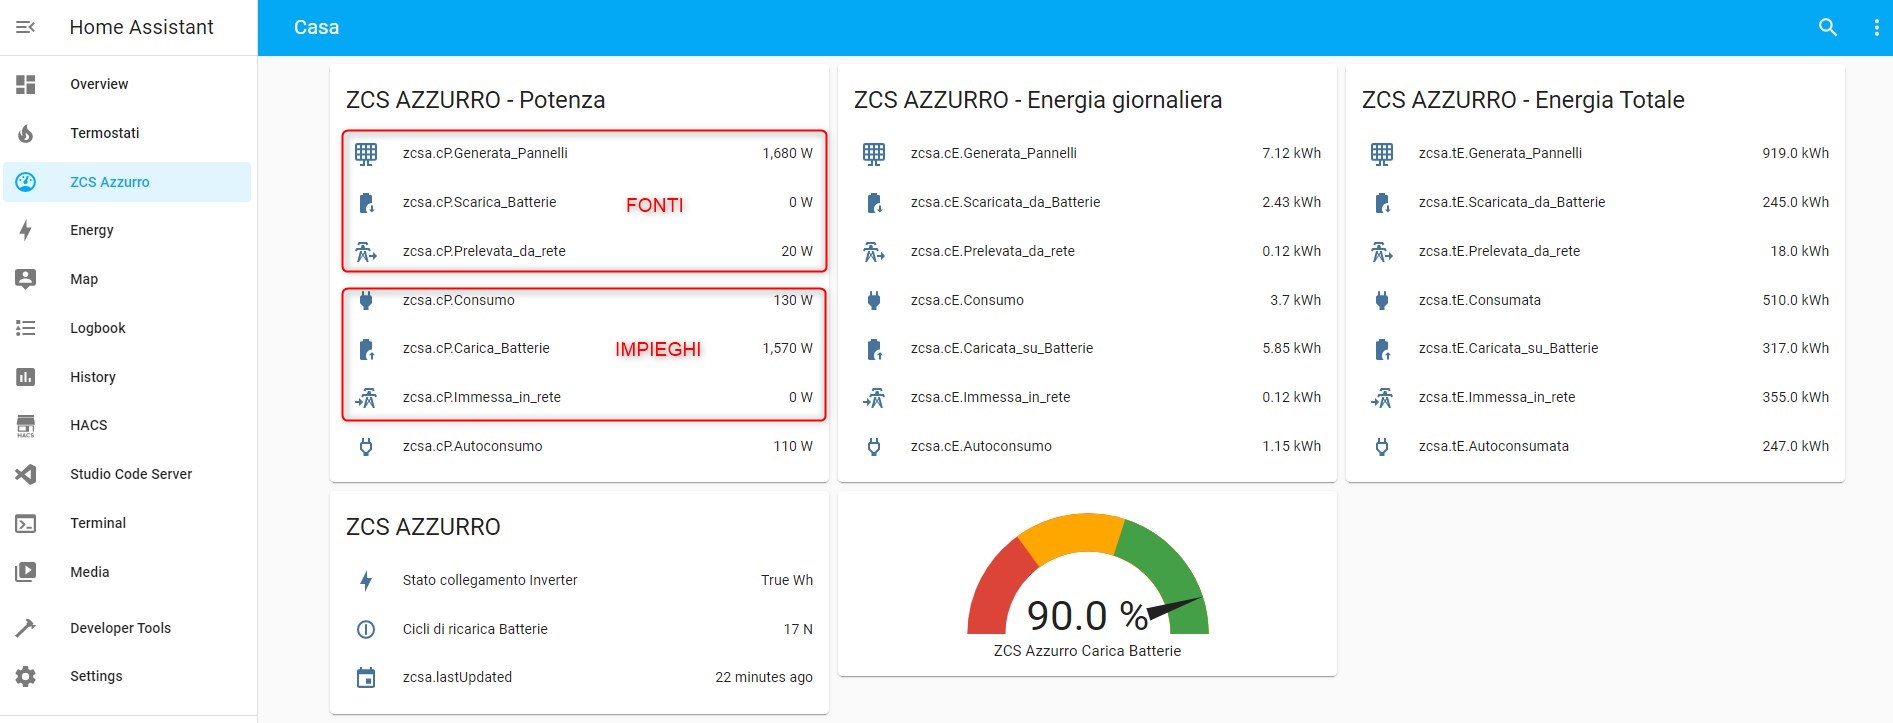 Home Assistant
Casa
Overview
Termostati
ZCS Azzurro
Energy
Map
Logbook
History
HACS
HACS
Studio Code Server
Terminal
Media
Developer Tools
Settings
ZCS AZZURRO - Potenza
zcsa.cP.Generata_Pannelli 1,680 W
zcsa.cP.Scarica_Batterie 0 W
FONTI
zcsa.cP.Prelevata_da_rete 20 W
zcsa.cP.Consumo 130 W
zcsa.cP.Carica_Batterie 1,570 W
IMPIEGHI
zcsa.cP.Immessa_in_rete 0 W
zcsa.cP.Autoconsumo 110 W
ZCS AZZURRO - Energia giornaliera
zcsa.cE.Generata_Pannelli 7.12 kWh
zcsa.cE.Scaricata_da_Batterie 2.43 kWh
zcsa.cE.Prelevata_da_rete 0.12 kWh
zcsa.cE.Consumo 3.7 kWh
zcsa.cE.Caricata_su_Batterie 5.85 kWh
zcsa.cE.Immessa_in_rete 0.12 kWh
zcsa.cE.Autoconsumo 1.15 kWh
ZCS AZZURRO - Energia Totale
zcsa.tE.Generata_Pannelli 919.0 kWh
zcsa.tE.Scaricata_da_Batterie 245.0 kWh
zcsa.tE.Prelevata_da_rete 18.0 kWh
zcsa.tE.Consumata 510.0 kWh
zcsa.tE.Caricata_su_Batterie 317.0 kWh
zcsa.tE.Immessa_in_rete 355.0 kWh
zcsa.tE.Autoconsumata 247.0 kWh
ZCS AZZURRO
Stato collegamento Inverter True Wh
Cicli di ricarica Batterie 17 N
zcsa.lastUpdated 22 minutes ago
90.0 %
ZCS Azzurro Carica Batterie